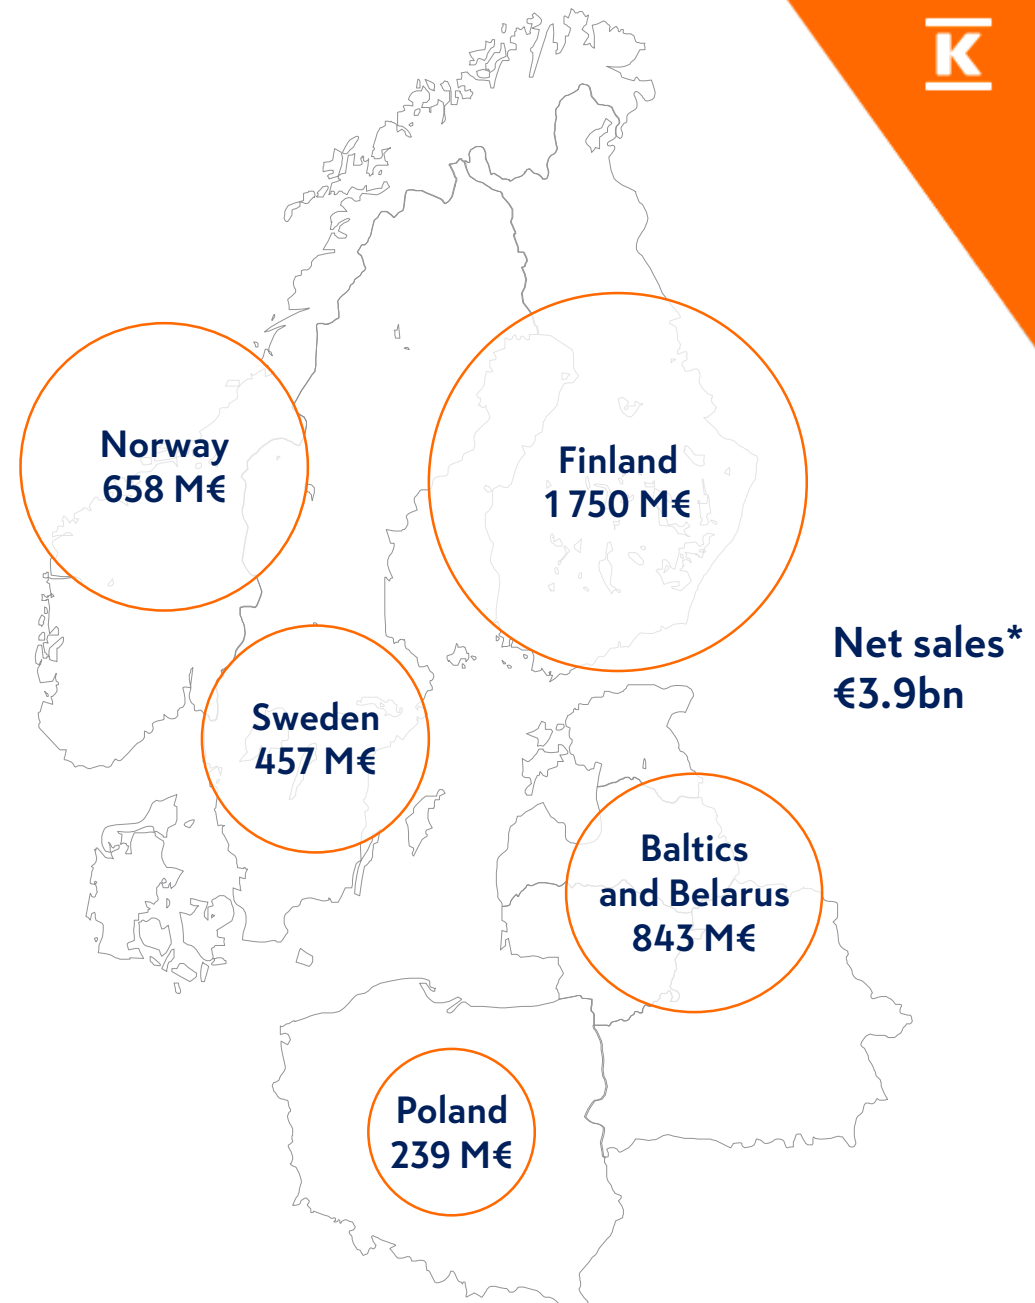 K
Norway
658 M€
Finland
1 750 M€
Net sales*
€3.9bn
Sweden
457 M€
Baltics
and Belarus
843 M€
Poland
239 M€